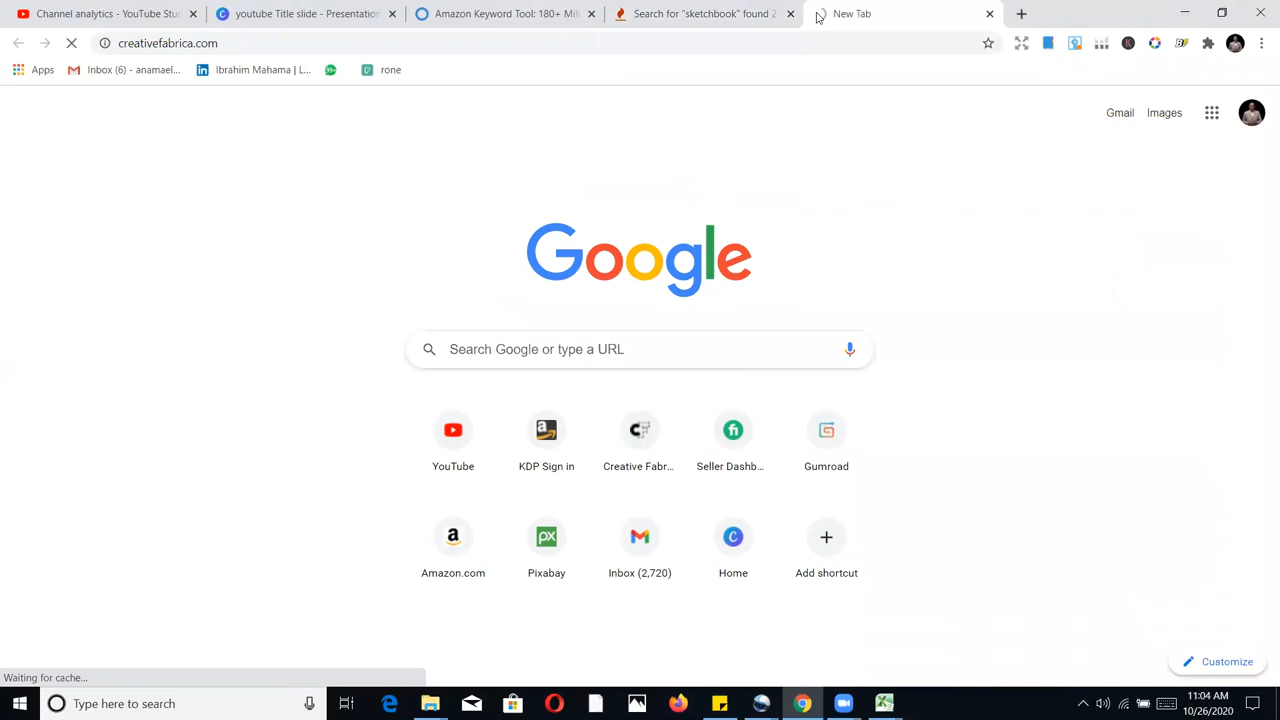 Channel analytics - YouTube Stu
youtube Title slide - Presentation
Amazon Keyword Tool: 180+ Mil
Search for "sketchbook" found 2
New Tab
creativefabrica.com
Apps
Inbox (6) - anamael...
Ibrahim Mahama | L...
99+
rone
Gmail
Images
Google
Search Google or type a URL
YouTube
KDP Sign in
Creative Fabr...
Seller Dashb...
Gumroad
Amazon.com
Pixabay
Inbox (2,720)
Home
Add shortcut
Customize
Waiting for cache...
Type here to search
11:04 AM
10/26/2020